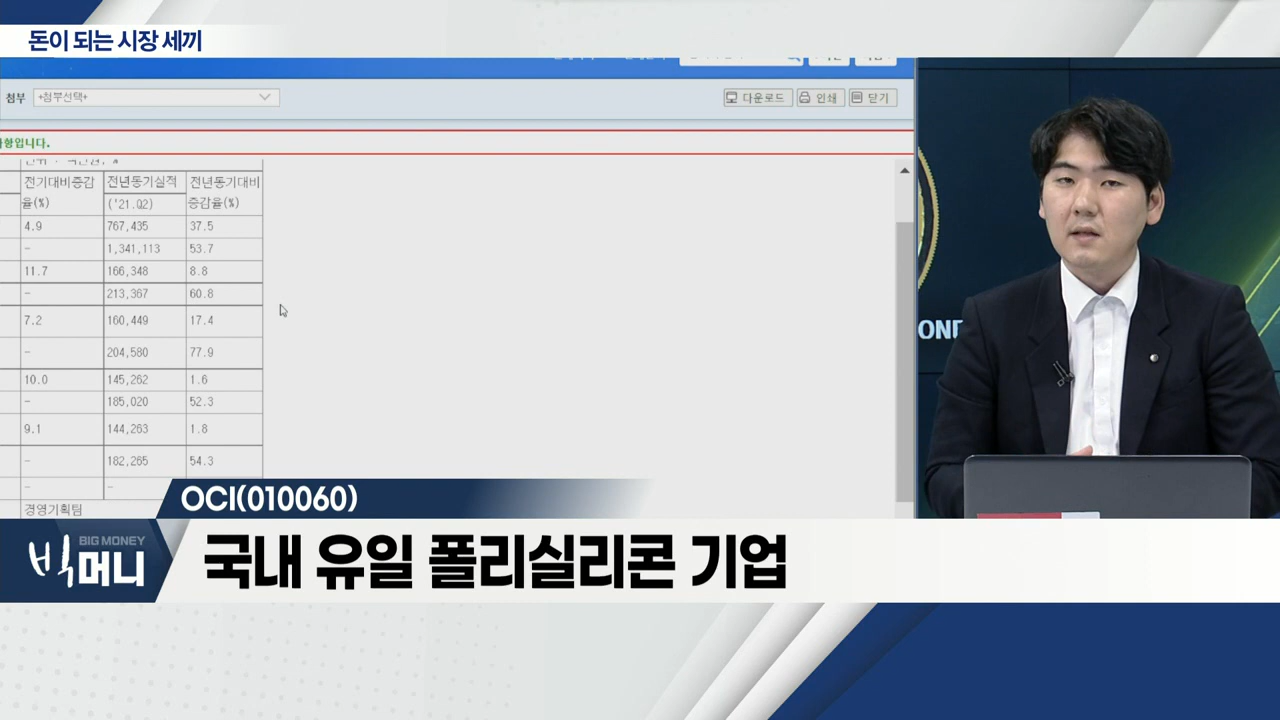 돈이 되는 시장 세끼
첨부
+첨부선택+
다운로드
인쇄
닫기
항입니다.
전기대비증감
율(%)
전년동기실적
('21.Q2)
전년동기대비
증감율(%)
4.9 767,435 37.5
- 1,341,113 53.7
11.7 166,348 8.8
- 213,367 60.8
7.2 160,449 17.4
- 204,580 77.9
10.0 145,262 1.6
- 185,020 52.3
9.1 144,263 1.8
- 182,265 54.3
- -
경영기획팀
OCI(010060)
BIG MONEY
빅머니
국내 유일 폴리실리콘 기업